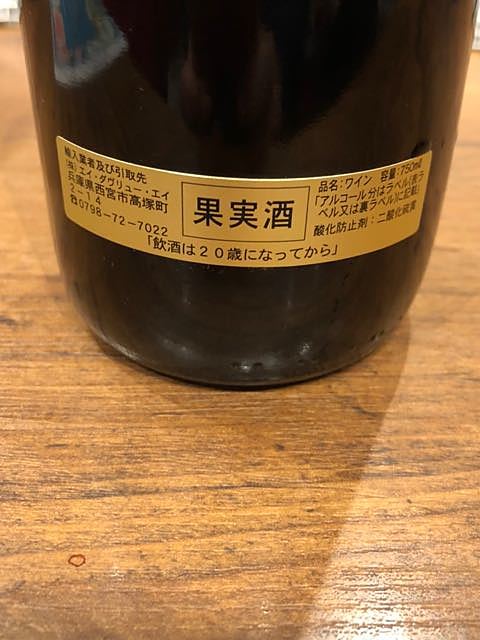 輸入業者及び引取先
(株)エイ・ダヴリュー・エイ
兵庫県西宮市高塚町
2-14
☎0798-72-7022
果実酒
品名:ワイン 容量:750ml
「アルコール分はラベル(表ラ
ベル又は裏ラベル)に記載」
酸化防止剤:二酸化硫黄
「飲酒は20歳になってから」